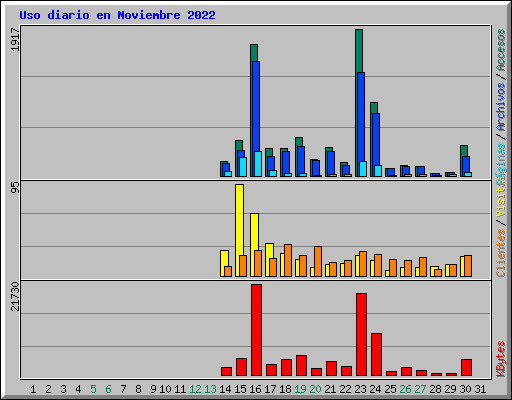 Uso diario en Noviembre 2022
1917
95
21730
Accesos / Archivos / Páginas
Visitas / Clientes
KBytes
1 2 3 4 5 6 7 8 9 10 11 12 13 14 15 16 17 18 19 20 21 22 23 24 25 26 27 28 29 30 31